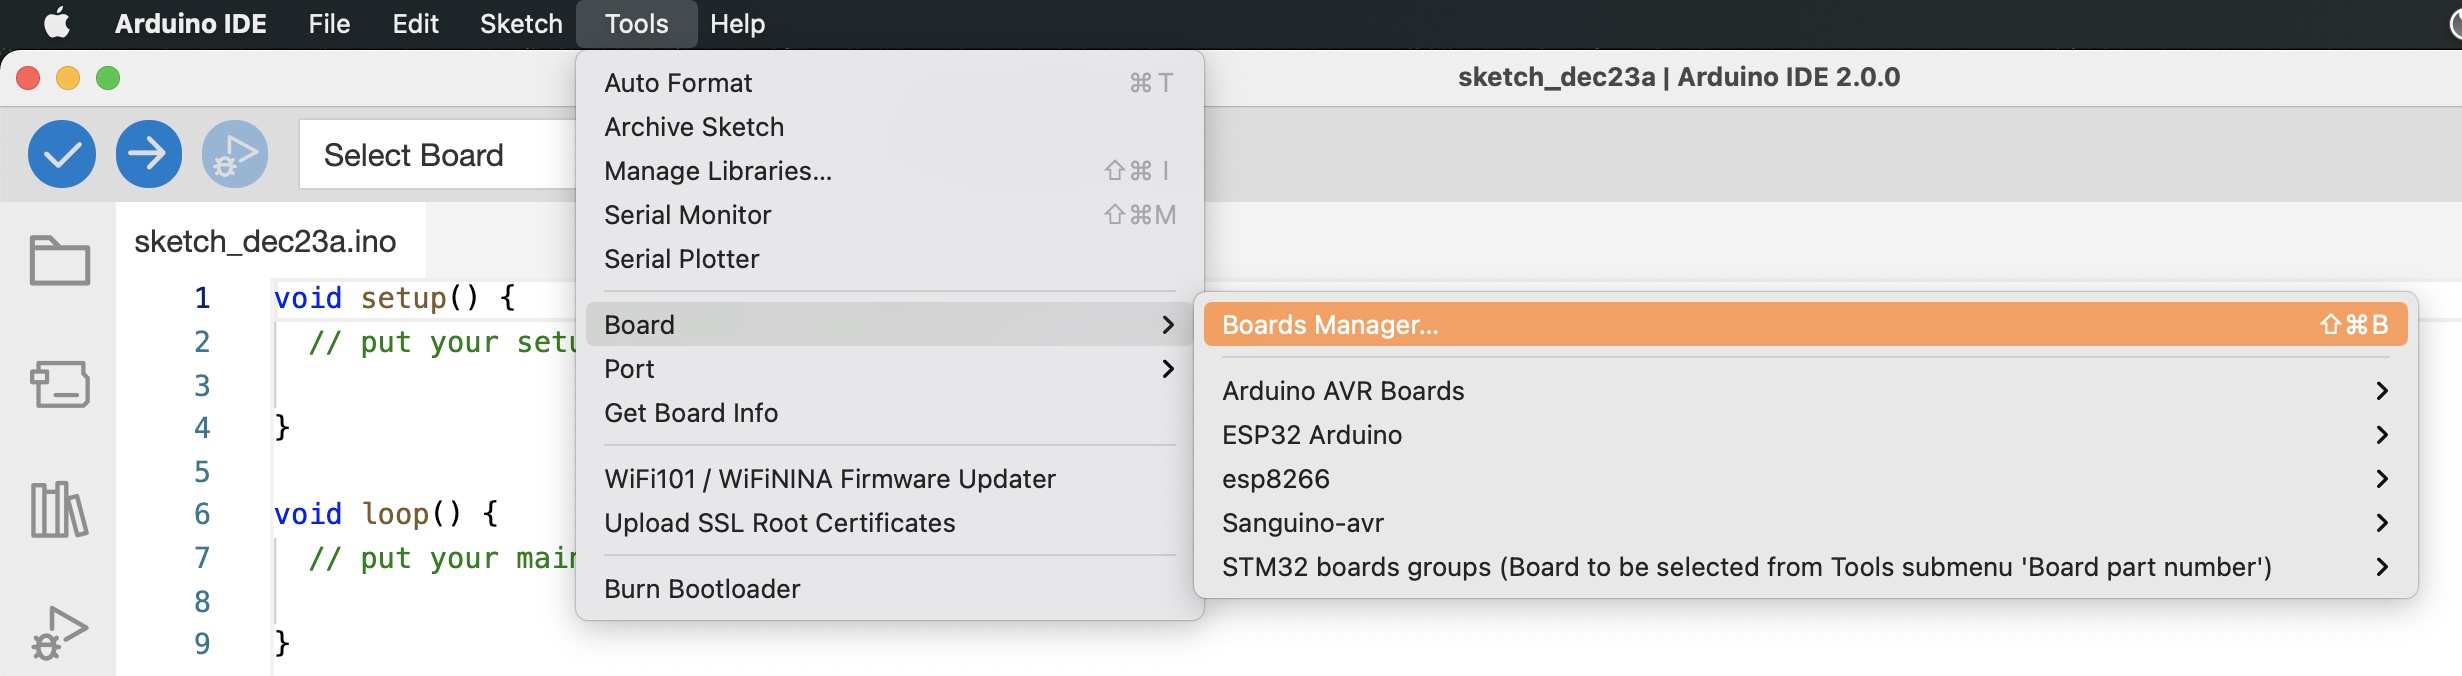 Arduino IDE File Edit Sketch Tools Help
sketch_dec23a | Arduino IDE 2.0.0
Select Board
Auto Format ⌘ T
Archive Sketch
Manage Libraries... ⇧⌘ I
Serial Monitor ⇧⌘M
Serial Plotter
Board
Port
Get Board Info
WiFi101 / WiFiNINA Firmware Updater
Upload SSL Root Certificates
Burn Bootloader
Boards Manager... ⇧⌘B
Arduino AVR Boards
ESP32 Arduino
esp8266
Sanguino-avr
STM32 boards groups (Board to be selected from Tools submenu 'Board part number')
sketch_dec23a.ino
1 void setup() {
2 // put your setu
3
4 }
5
6 void loop() {
7 // put your main
8
9 }